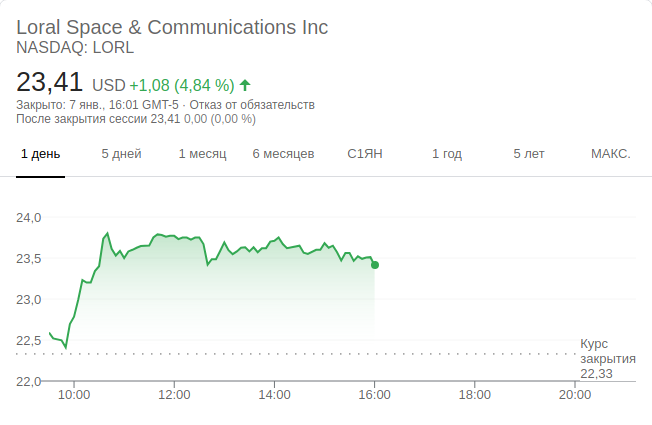 Loral Space & Communications Inc
NASDAQ: LORL
23,41 USD +1,08 (4,84 %)
Закрыто: 7 янв., 16:01 GMT-5 · Отказ от обязательств
После закрытия сессии 23,41 0,00 (0,00 %)
1 день 5 дней 1 месяц 6 месяцев С1ЯН 1 год 5 лет МАКС.
24,0
23,5
23,0
22,5
Курс
закрытия
22,33
22,0
10:00 12:00 14:00 16:00 18:00 20:00